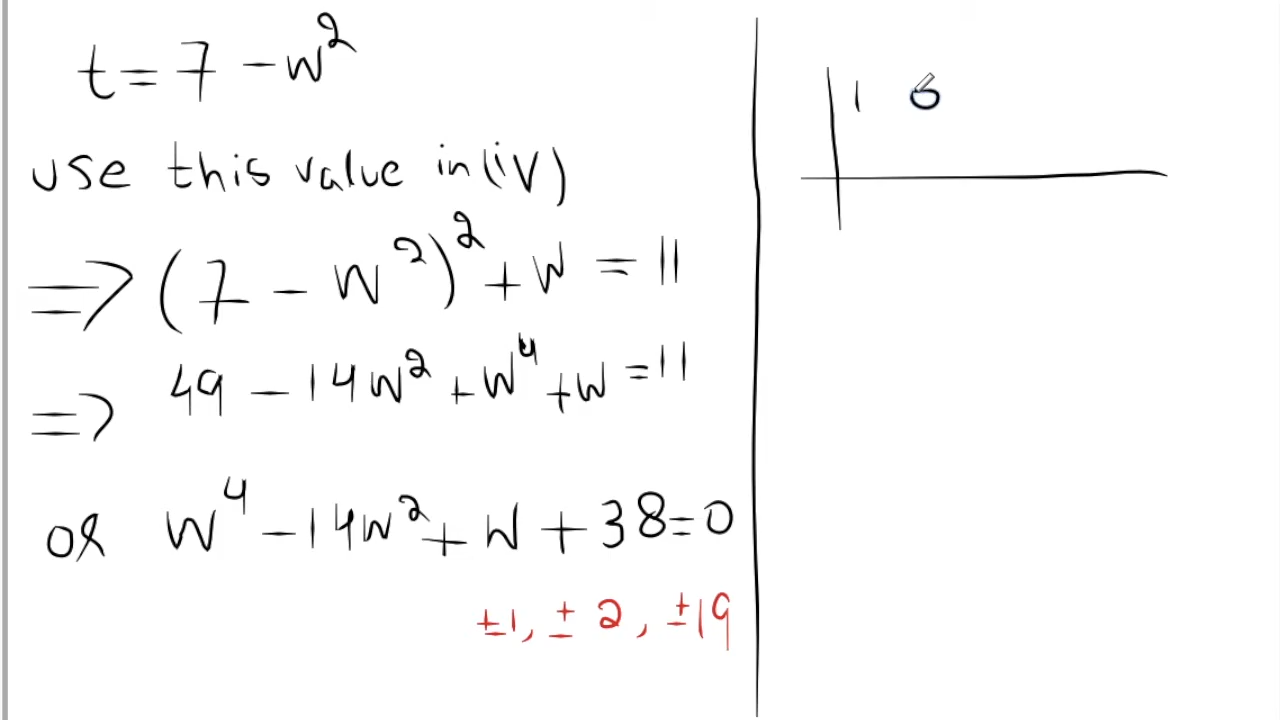 t = 7 - w²
use this value in (iv)
=> (7 - w²)² + w = 11
=> 49 - 14w² + w⁴ + w = 11
or w⁴ - 14w² + w + 38 = 0
±1, ± 2, ±19
1 0